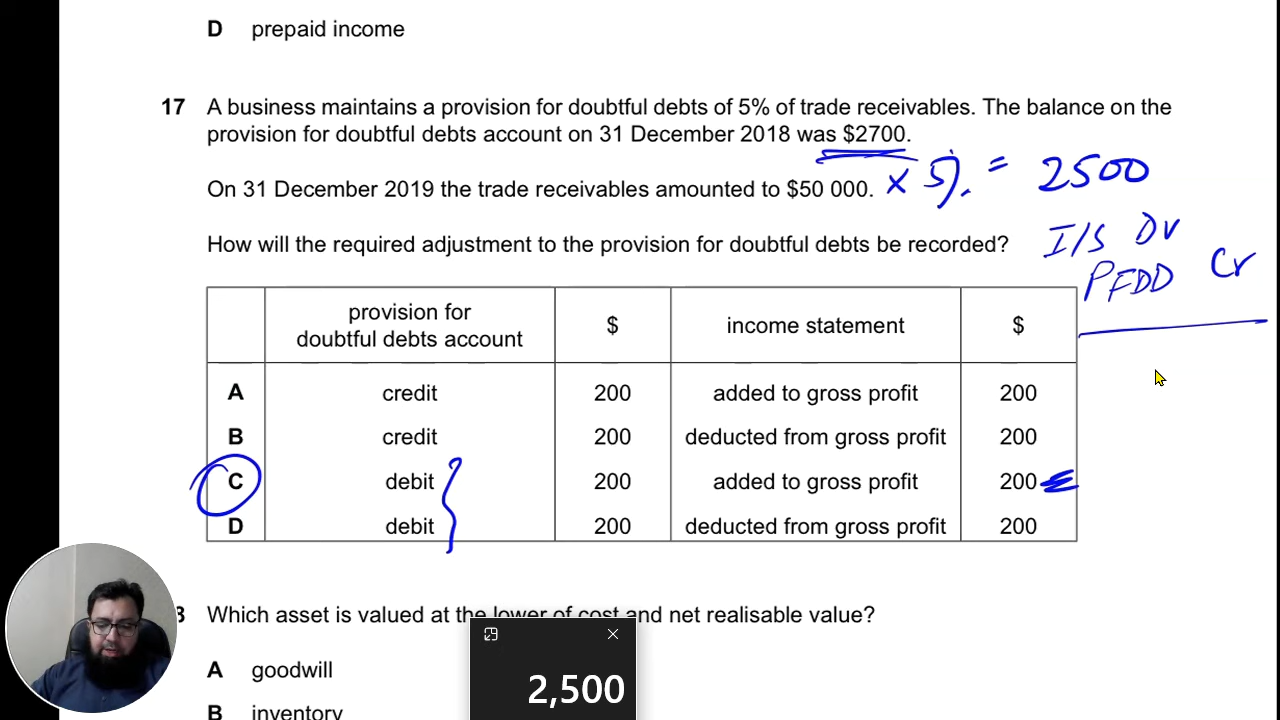 D prepaid income
17 A business maintains a provision for doubtful debts of 5% of trade receivables. The balance on the
provision for doubtful debts account on 31 December 2018 was $2700.
× 5% = 2500
On 31 December 2019 the trade receivables amounted to $50 000.
I/S Dr
How will the required adjustment to the provision for doubtful debts be recorded?
PFDD Cr
provision for doubtful debts account $ income statement $
A credit 200 added to gross profit 200
B credit 200 deducted from gross profit 200
C debit 200 added to gross profit 200
D debit 200 deducted from gross profit 200
8 Which asset is valued at the lower of cost and net realisable value?
A goodwill
B inventory
2,500